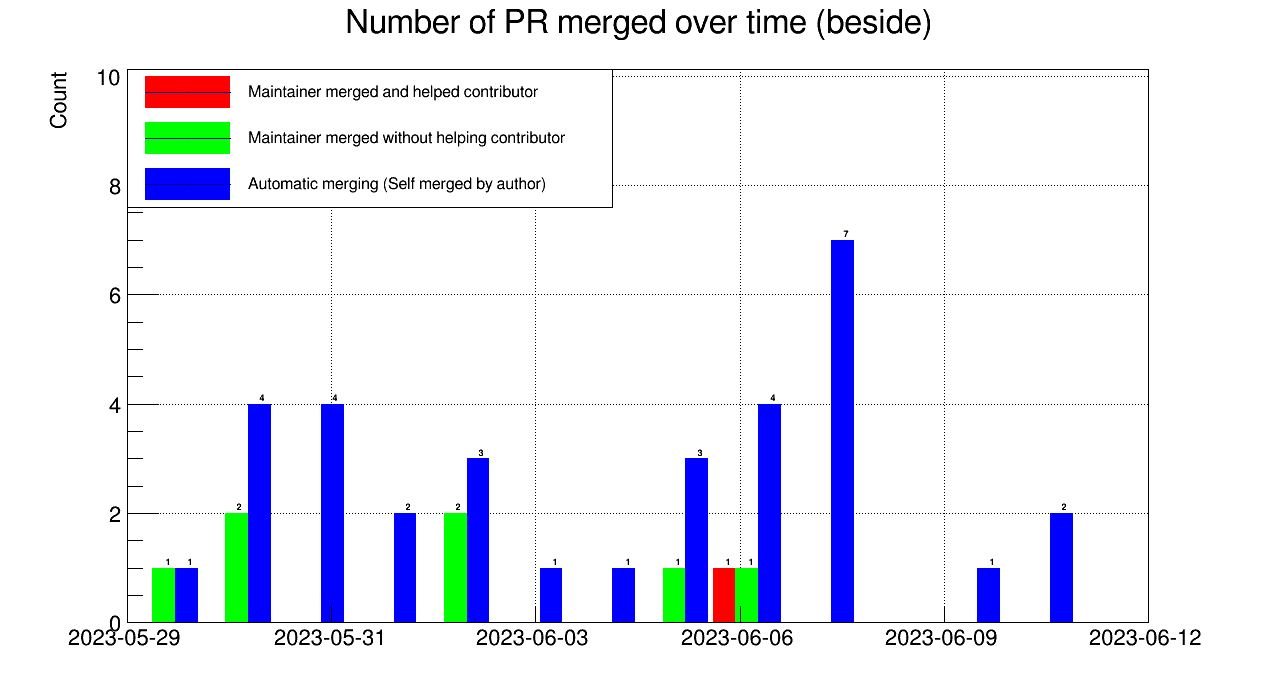 Number of PR merged over time (beside)
Count
10
8
6
4
2
0
Maintainer merged and helped contributor
Maintainer merged without helping contributor
Automatic merging (Self merged by author)
1 1 2 4 4 2 2 3 1 1 1 3 1 1 4 7 1 2
2023-05-29 2023-05-31 2023-06-03 2023-06-06 2023-06-09 2023-06-12